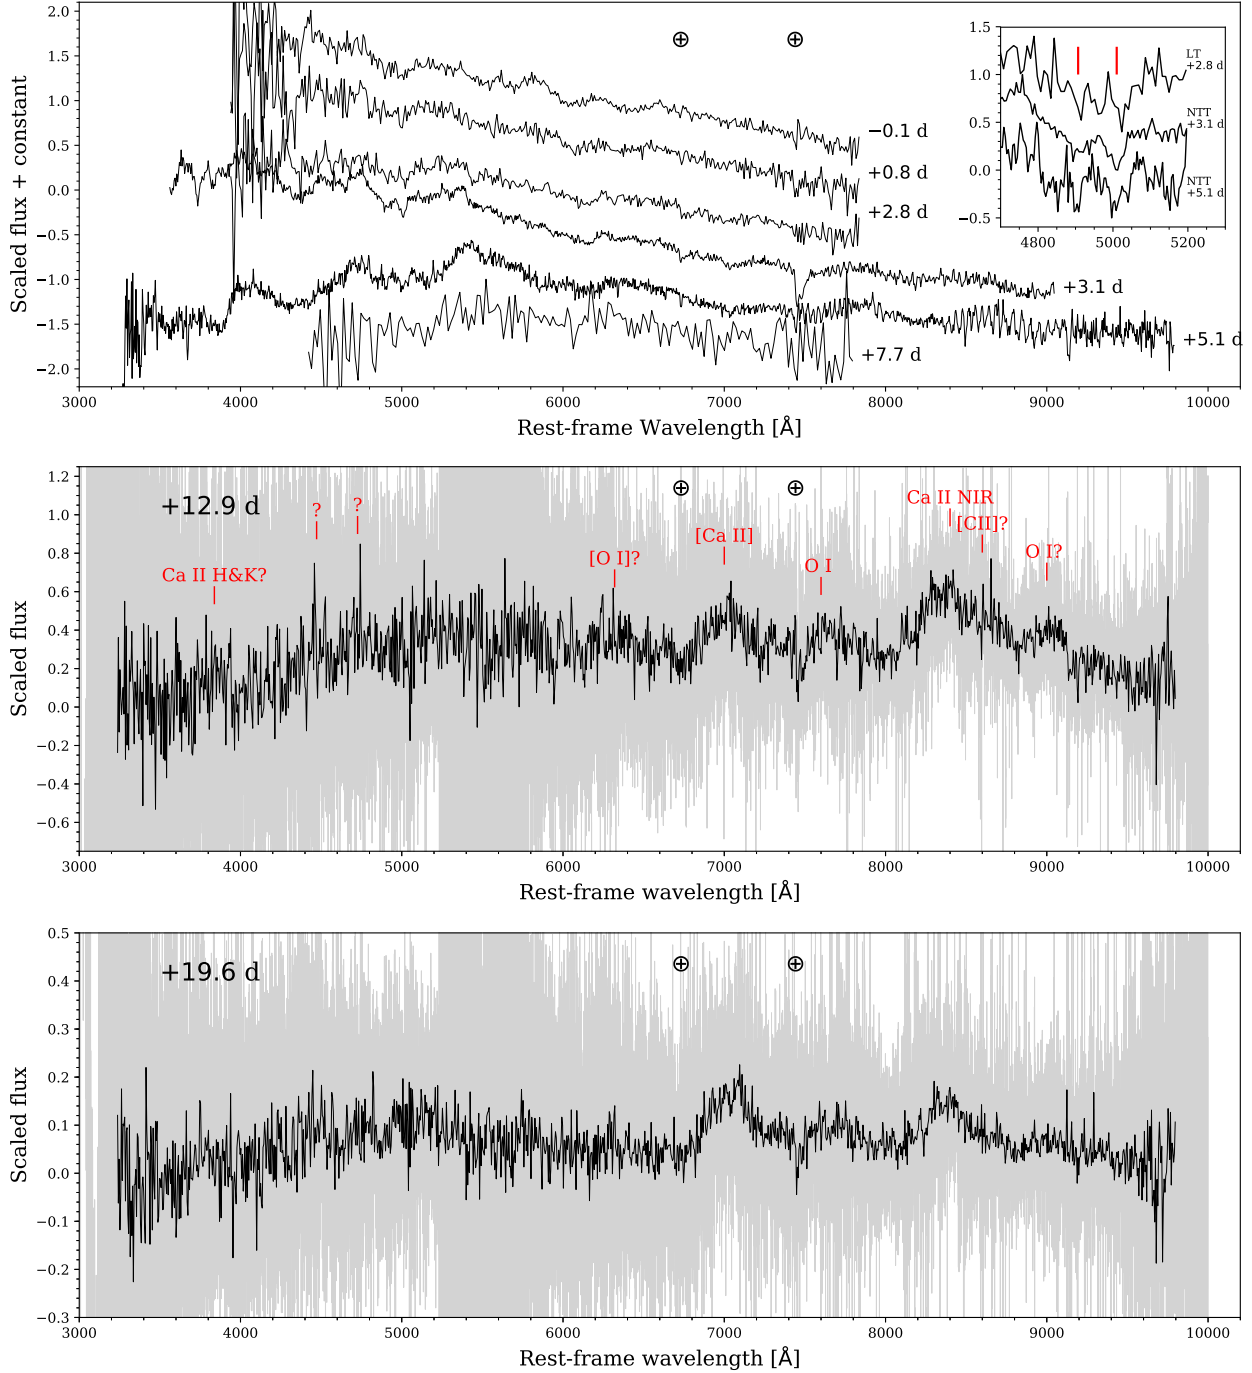 2.0
1.5
1.0
0.5
0.0
−0.5
−1.0
−1.5
−2.0
Scaled flux + constant
−0.1 d
+0.8 d
+2.8 d
+3.1 d
+5.1 d
+7.7 d
3000 4000 5000 6000 7000 8000 9000 10000
Rest-frame Wavelength [Å]
1.5
1.0
0.5
0.0
−0.5
LT
+2.8 d
NTT
+3.1 d
NTT
+5.1 d
4800 5000 5200
1.2
1.0
0.8
0.6
0.4
0.2
0.0
−0.2
−0.4
−0.6
Scaled flux
+12.9 d
Ca II H&K?
?
?
[O I]?
[Ca II]
O I
Ca II NIR
[CII]?
O I?
3000 4000 5000 6000 7000 8000 9000 10000
Rest-frame wavelength [Å]
0.5
0.4
0.3
0.2
0.1
0.0
−0.1
−0.2
−0.3
Scaled flux
+19.6 d
3000 4000 5000 6000 7000 8000 9000 10000
Rest-frame wavelength [Å]